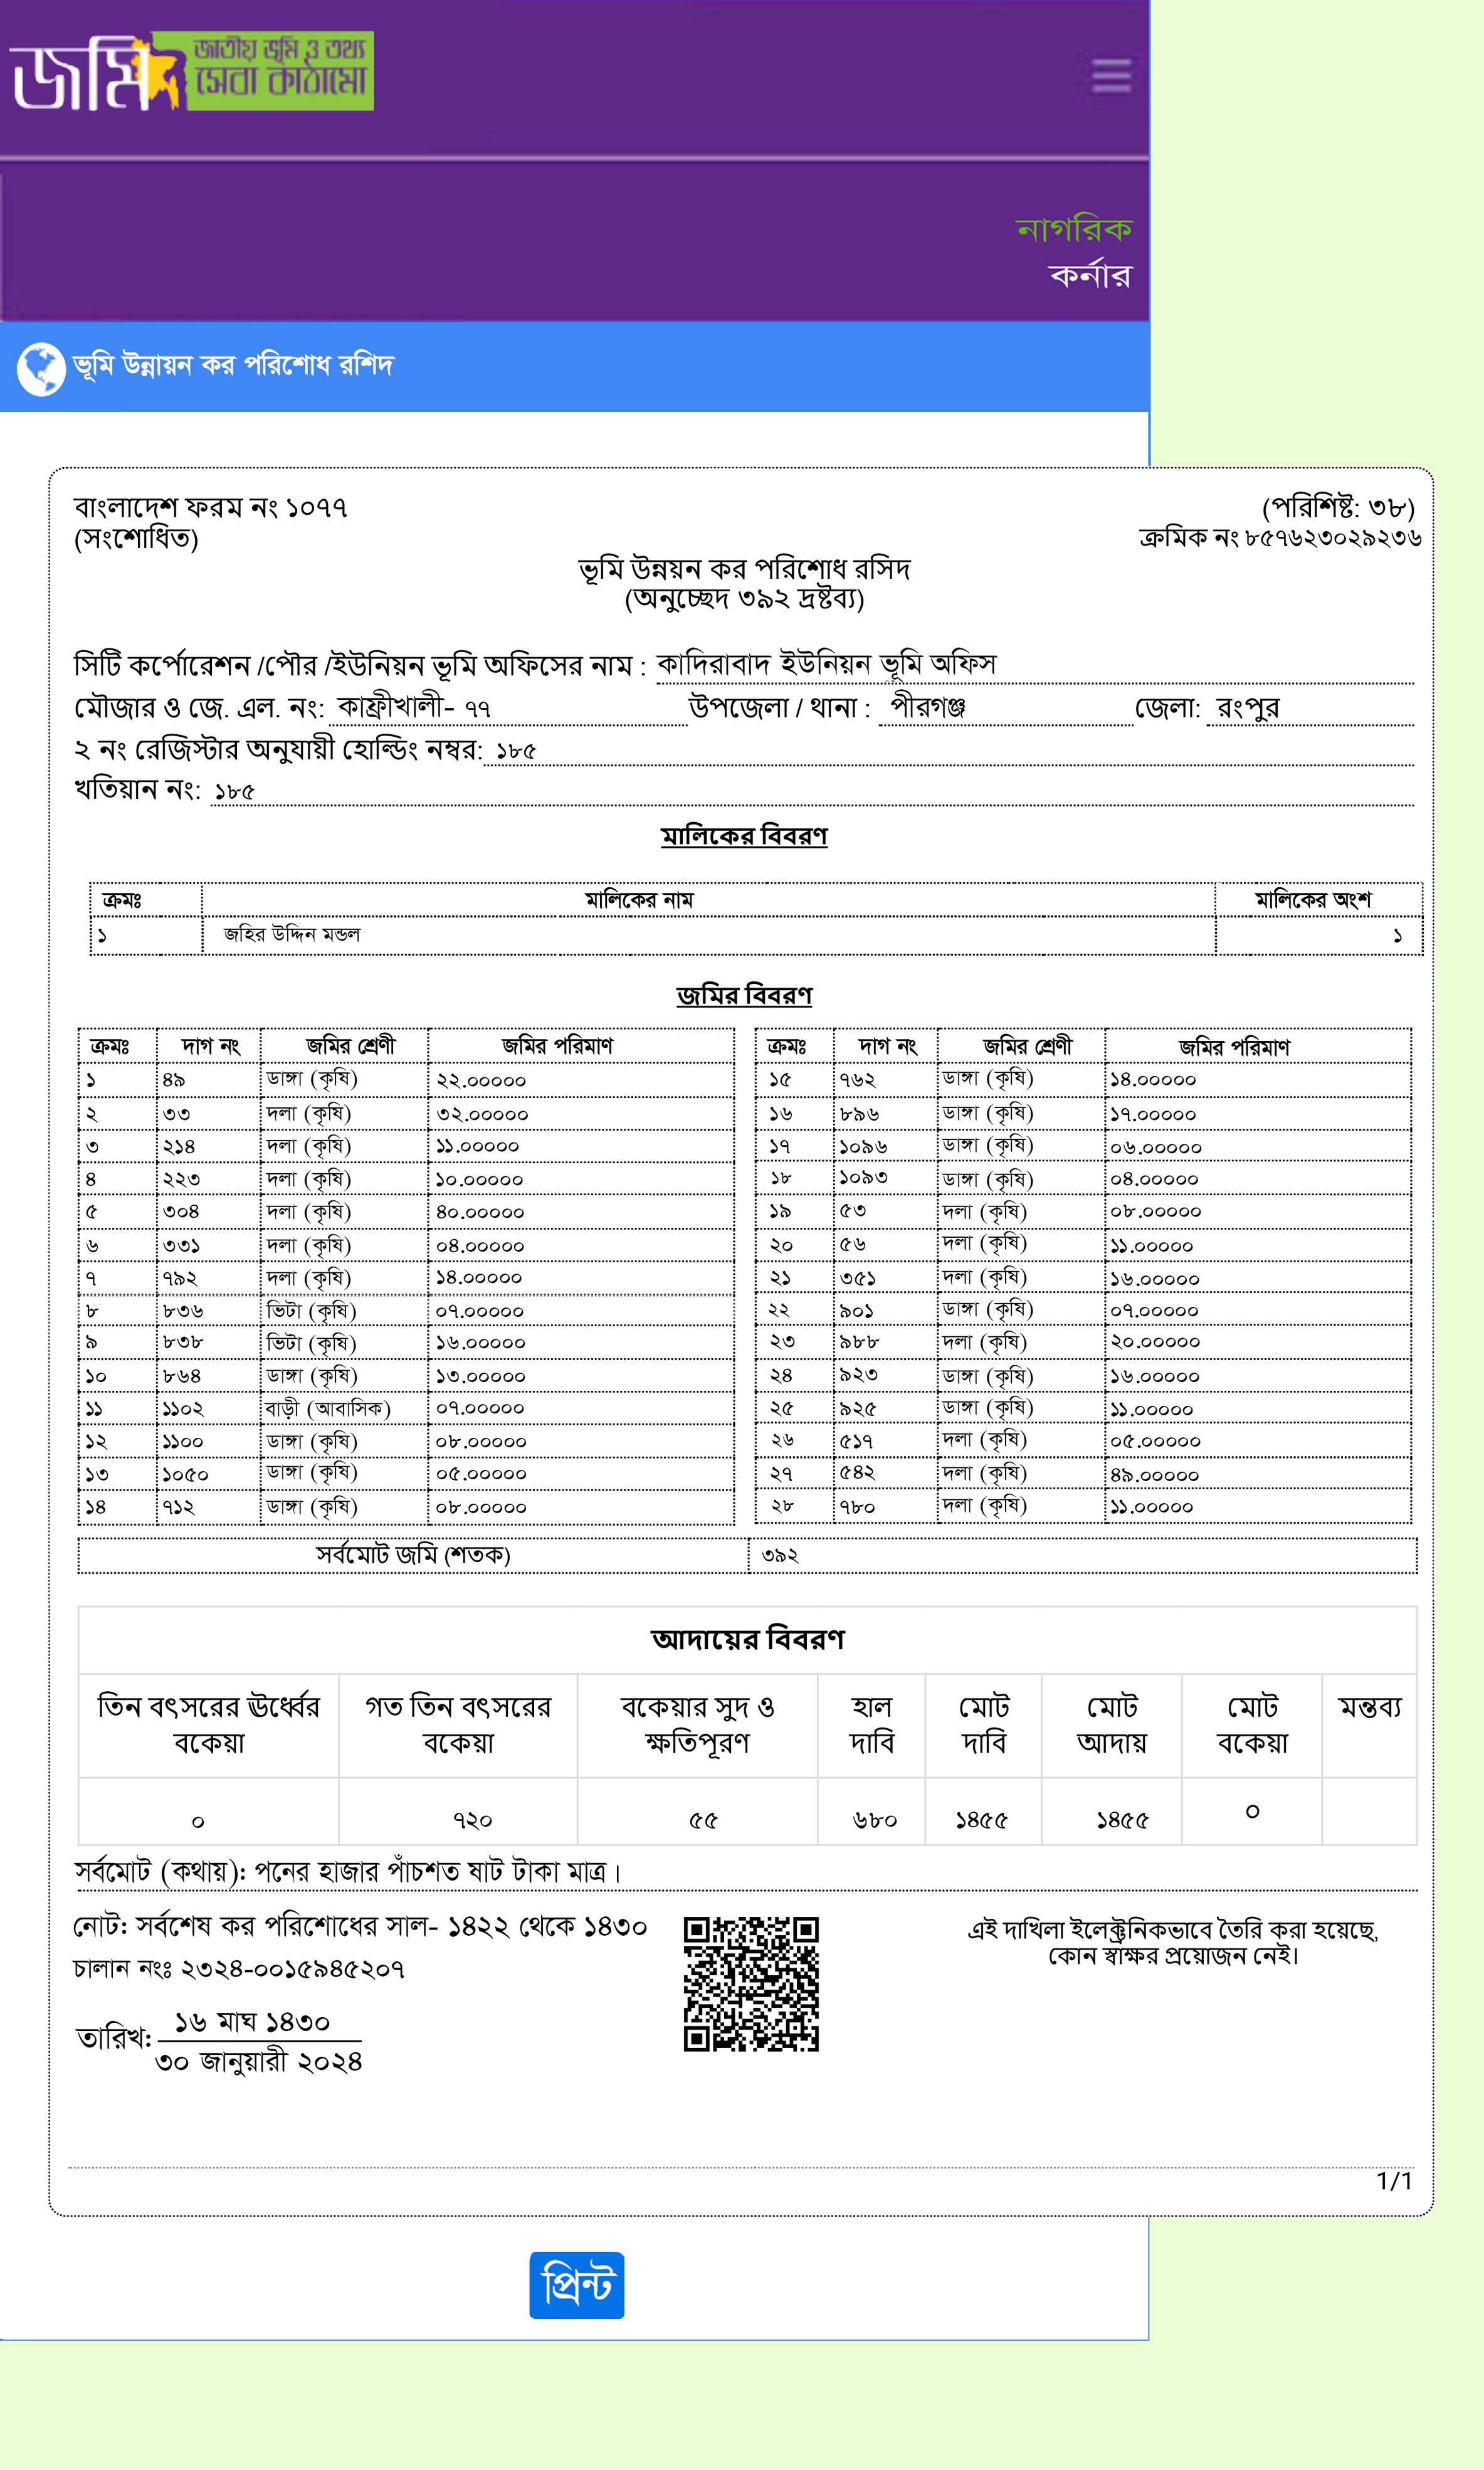 জমি জাতীয় ভূমি ও তথ্য
সেবা কাঠামো
নাগরিক
কর্নার
ভূমি উন্নায়ন কর পরিশোধ রশিদ
বাংলাদেশ ফরম নং ১০৭৭ (পরিশিষ্ট: ৩৮)
(সংশোধিত) ক্রমিক নং ৮৫৭৬২৩০২৯২৩৬
ভূমি উন্নয়ন কর পরিশোধ রসিদ
(অনুচ্ছেদ ৩৯২ দ্রষ্টব্য)
সিটি কর্পোরেশন /পৌর /ইউনিয়ন ভূমি অফিসের নাম : কাদিরাবাদ ইউনিয়ন ভূমি অফিস
মৌজার ও জে. এল. নং: কাফ্রীখালী- ৭৭ উপজেলা / থানা : পীরগঞ্জ জেলা: রংপুর
২ নং রেজিস্টার অনুযায়ী হোল্ডিং নম্বর: ১৮৫
খতিয়ান নং: ১৮৫
মালিকের বিবরণ
ক্রমঃ মালিকের নাম মালিকের অংশ
১ জহির উদ্দিন মন্ডল ১
জমির বিবরণ
ক্রমঃ দাগ নং জমির শ্রেণী জমির পরিমাণ ক্রমঃ দাগ নং জমির শ্রেণী জমির পরিমাণ
১ ৪৯ ডাঙ্গা (কৃষি) ২২.০০০০০ ১৫ ৭৬২ ডাঙ্গা (কৃষি) ১৪.০০০০০
২ ৩৩ দলা (কৃষি) ৩২.০০০০০ ১৬ ৮৯৬ ডাঙ্গা (কৃষি) ১৭.০০০০০
৩ ২১৪ দলা (কৃষি) ১১.০০০০০ ১৭ ১০৯৬ ডাঙ্গা (কৃষি) ০৬.০০০০০
৪ ২২৩ দলা (কৃষি) ১০.০০০০০ ১৮ ১০৯৩ ডাঙ্গা (কৃষি) ০৪.০০০০০
৫ ৩০৪ দলা (কৃষি) ৪০.০০০০০ ১৯ ৫৩ দলা (কৃষি) ০৮.০০০০০
৬ ৩৩১ দলা (কৃষি) ০৪.০০০০০ ২০ ৫৬ দলা (কৃষি) ১১.০০০০০
৭ ৭৯২ দলা (কৃষি) ১৪.০০০০০ ২১ ৩৫১ দলা (কৃষি) ১৬.০০০০০
৮ ৮৩৬ ভিটা (কৃষি) ০৭.০০০০০ ২২ ৯০১ ডাঙ্গা (কৃষি) ০৭.০০০০০
৯ ৮৩৮ ভিটা (কৃষি) ১৬.০০০০০ ২৩ ৯৮৮ দলা (কৃষি) ২০.০০০০০
১০ ৮৬৪ ডাঙ্গা (কৃষি) ১৩.০০০০০ ২৪ ৯২৩ ডাঙ্গা (কৃষি) ১৬.০০০০০
১১ ১১০২ বাড়ী (আবাসিক) ০৭.০০০০০ ২৫ ৯২৫ ডাঙ্গা (কৃষি) ১১.০০০০০
১২ ১১০০ ডাঙ্গা (কৃষি) ০৮.০০০০০ ২৬ ৫১৭ দলা (কৃষি) ০৫.০০০০০
১৩ ১০৫০ ডাঙ্গা (কৃষি) ০৫.০০০০০ ২৭ ৫৪২ দলা (কৃষি) ৪৯.০০০০০
১৪ ৭১২ ডাঙ্গা (কৃষি) ০৮.০০০০০ ২৮ ৭৮০ দলা (কৃষি) ১১.০০০০০
সর্বমোট জমি (শতক) ৩৯২
আদায়ের বিবরণ
তিন বৎসরের ঊর্ধ্বের গত তিন বৎসরের বকেয়ার সুদ ও হাল মোট মোট মোট মন্তব্য
বকেয়া বকেয়া ক্ষতিপূরণ দাবি দাবি আদায় বকেয়া
০ ৭২০ ৫৫ ৬৮০ ১৪৫৫ ১৪৫৫ ০
সর্বমোট (কথায়): পনের হাজার পাঁচশত ষাট টাকা মাত্র।
নোট: সর্বশেষ কর পরিশোধের সাল- ১৪২২ থেকে ১৪৩০ এই দাখিলা ইলেক্ট্রনিকভাবে তৈরি করা হয়েছে,
চালান নংঃ ২৩২৪-০০১৫৯৪৫২০৭ কোন স্বাক্ষর প্রয়োজন নেই।
তারিখ: ১৬ মাঘ ১৪৩০
৩০ জানুয়ারী ২০২৪
1/1
প্রিন্ট